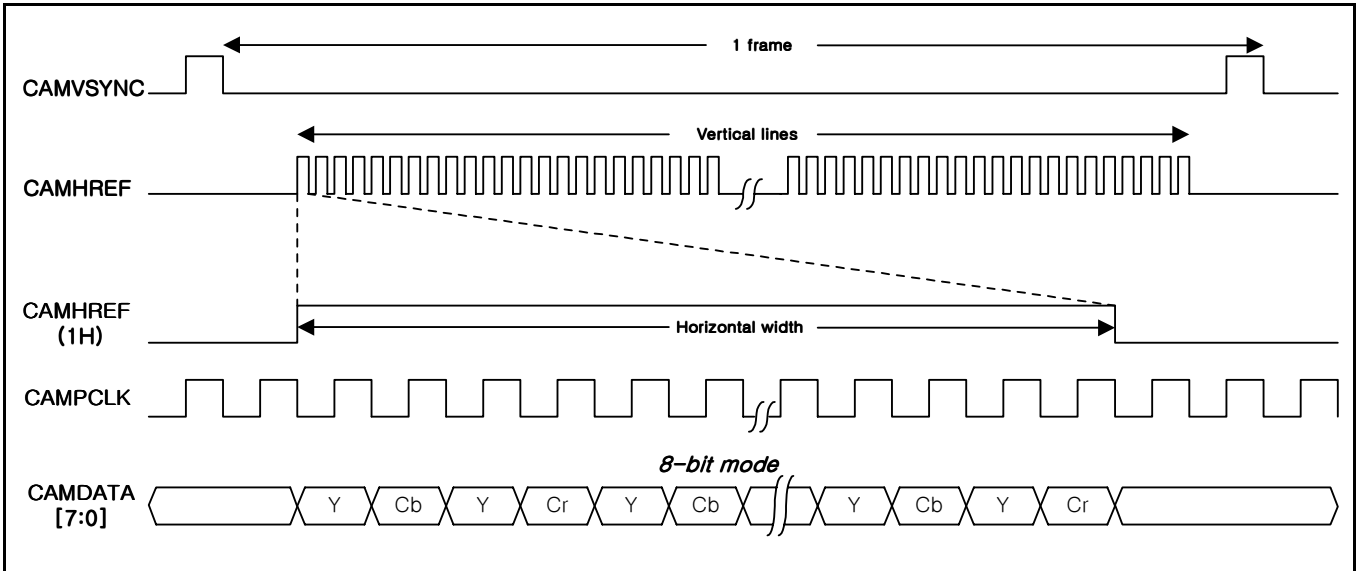 1 frame
CAMVSYNC
Vertical lines
CAMHREF
CAMHREF
(1H)
Horizontal width
CAMPCLK
8-bit mode
CAMDATA
[7:0]
Y Cb Y Cr Y Cb Y Cb Y Cr